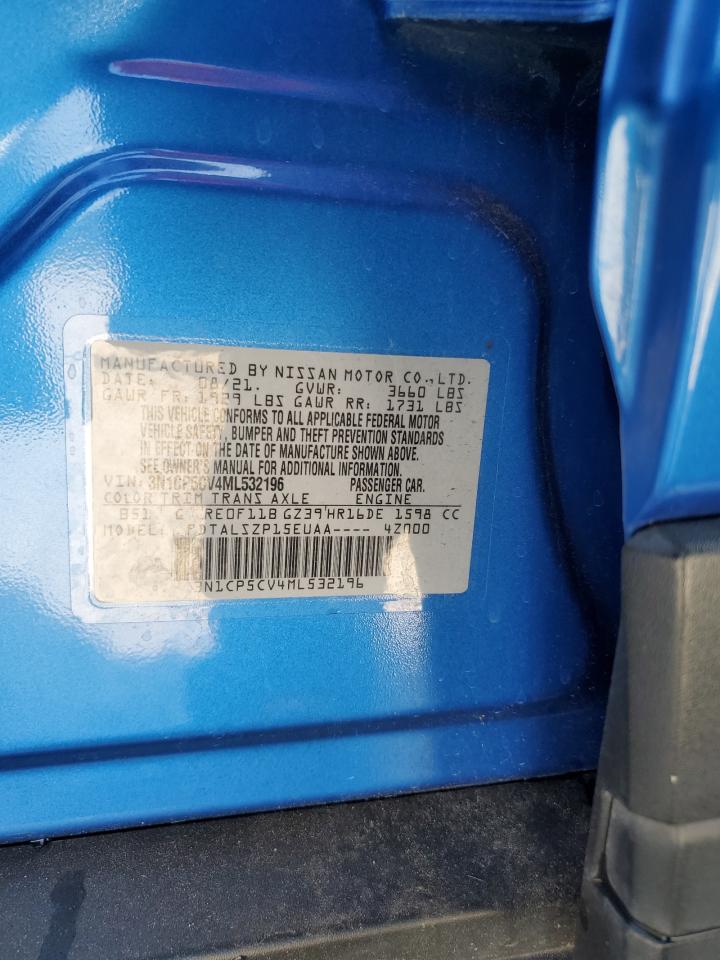 MANUFACTURED BY NISSAN MOTOR CO.,LTD.
DATE: 08/21. GVWR: 3660 LBS
GAWR FR: 1929 LBS GAWR RR: 1731 LBS
THIS VEHICLE CONFORMS TO ALL APPLICABLE FEDERAL MOTOR
VEHICLE SAFETY, BUMPER AND THEFT PREVENTION STANDARDS
IN EFFECT ON THE DATE OF MANUFACTURE SHOWN ABOVE.
SEE OWNER'S MANUAL FOR ADDITIONAL INFORMATION.
VIN: 3N1CP5CV4ML532196 PASSENGER CAR.
COLOR TRIM TRANS AXLE ENGINE
B51 G RE0F11B GZ39 HR16DE 1598 CC
MODEL: 4Z000
3N1CP5CV4ML532196